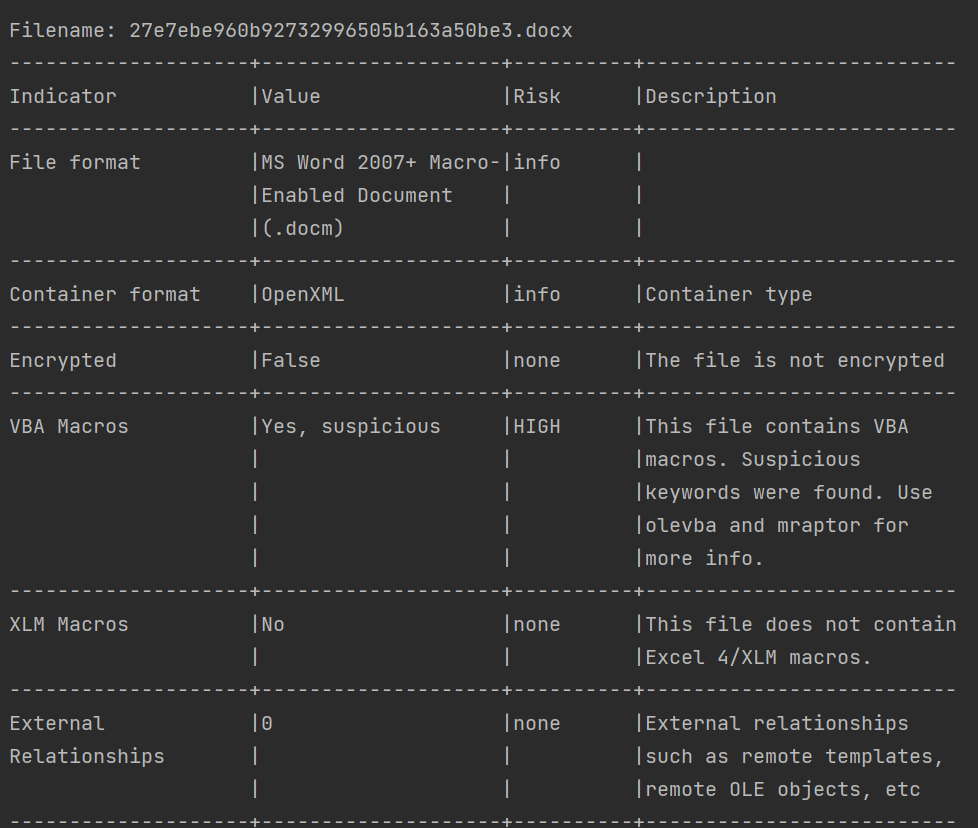 Filename: 27e7ebe960b92732996505b163a50be3.docx
--------------------+--------------------+----------+--------------------------
Indicator           |Value               |Risk      |Description
--------------------+--------------------+----------+--------------------------
File format         |MS Word 2007+ Macro-|info      |
                    |Enabled Document    |          |
                    |(.docm)             |          |
--------------------+--------------------+----------+--------------------------
Container format    |OpenXML             |info      |Container type
--------------------+--------------------+----------+--------------------------
Encrypted           |False               |none      |The file is not encrypted
--------------------+--------------------+----------+--------------------------
VBA Macros          |Yes, suspicious     |HIGH      |This file contains VBA
                    |                    |          |macros. Suspicious
                    |                    |          |keywords were found. Use
                    |                    |          |olevba and mraptor for
                    |                    |          |more info.
--------------------+--------------------+----------+--------------------------
XLM Macros          |No                  |none      |This file does not contain
                    |                    |          |Excel 4/XLM macros.
--------------------+--------------------+----------+--------------------------
External            |0                   |none      |External relationships
Relationships       |                    |          |such as remote templates,
                    |                    |          |remote OLE objects, etc
--------------------+--------------------+----------+--------------------------